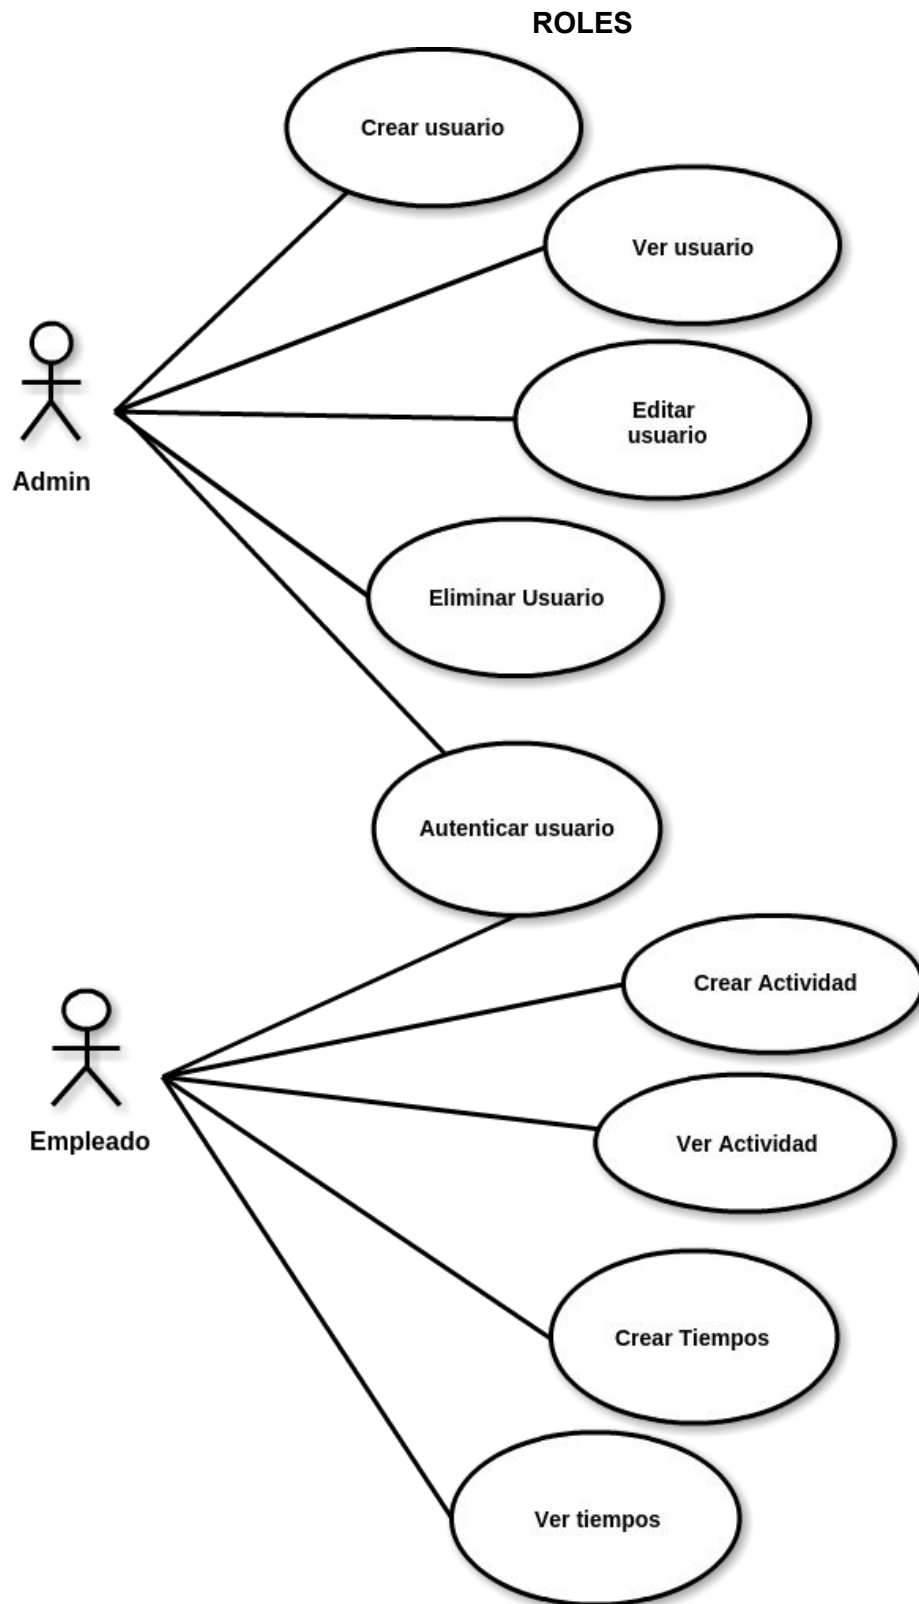 ROLES
Crear usuario
Ver usuario
Editar
usuario
Admin
Eliminar Usuario
Autenticar usuario
Crear Actividad
Empleado
Ver Actividad
Crear Tiempos
Ver tiempos